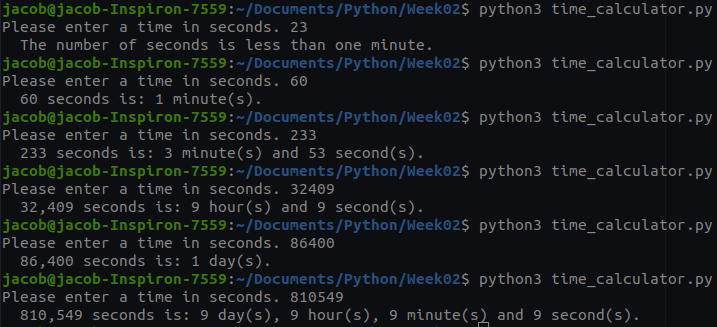 jacob@jacob-Inspiron-7559:~/Documents/Python/Week02$ python3 time_calculator.py
Please enter a time in seconds. 23
The number of seconds is less than one minute.
jacob@jacob-Inspiron-7559:~/Documents/Python/Week02$ python3 time_calculator.py
Please enter a time in seconds. 60
60 seconds is: 1 minute(s).
jacob@jacob-Inspiron-7559:~/Documents/Python/Week02$ python3 time_calculator.py
Please enter a time in seconds. 233
233 seconds is: 3 minute(s) and 53 second(s).
jacob@jacob-Inspiron-7559:~/Documents/Python/Week02$ python3 time_calculator.py
Please enter a time in seconds. 32409
32,409 seconds is: 9 hour(s) and 9 second(s).
jacob@jacob-Inspiron-7559:~/Documents/Python/Week02$ python3 time_calculator.py
Please enter a time in seconds. 86400
86,400 seconds is: 1 day(s).
jacob@jacob-Inspiron-7559:~/Documents/Python/Week02$ python3 time_calculator.py
Please enter a time in seconds. 810549
810,549 seconds is: 9 day(s), 9 hour(s), 9 minute(s) and 9 second(s).